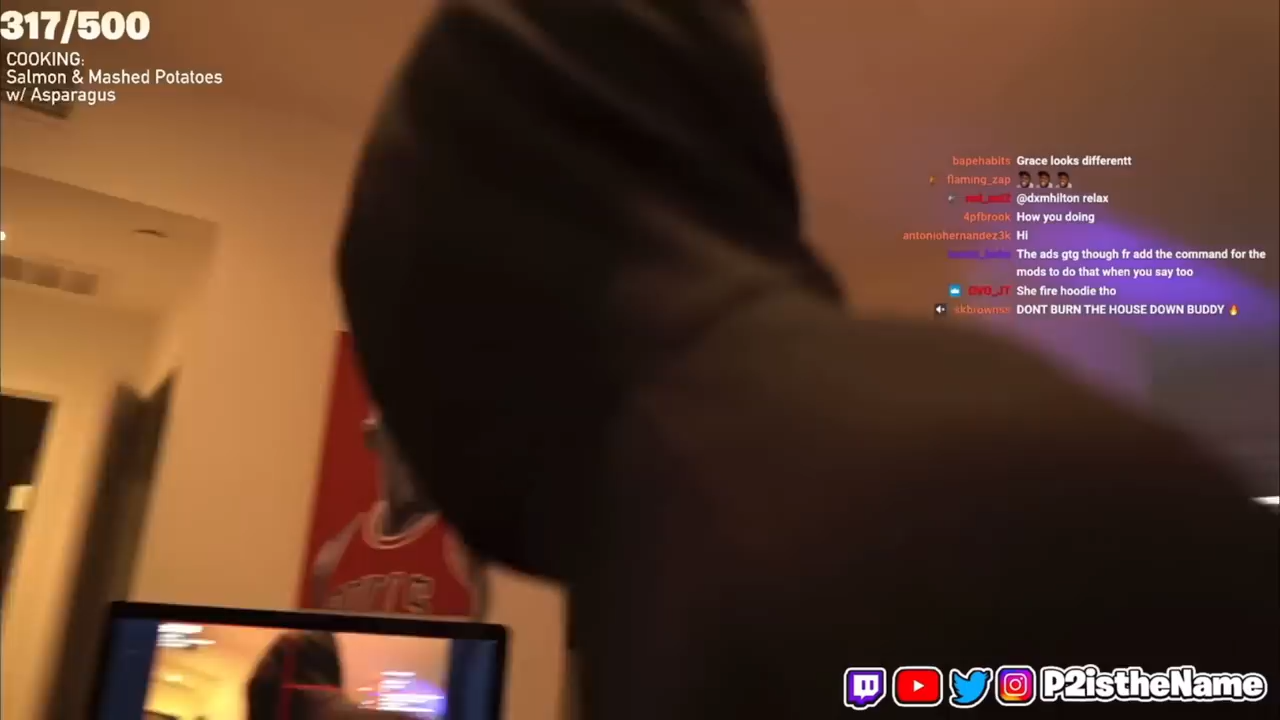 317/500
COOKING:
Salmon & Mashed Potatoes
w/ Asparagus
bapehabits Grace looks differentt
flaming_zap
@dxmhilton relax
4pfbrook How you doing
antoniohernandez3k Hi
The ads gtg though fr add the command for the
mods to do that when you say too
OVO_JT She fire hoodie tho
skbrownss DONT BURN THE HOUSE DOWN BUDDY 🔥
P2istheName